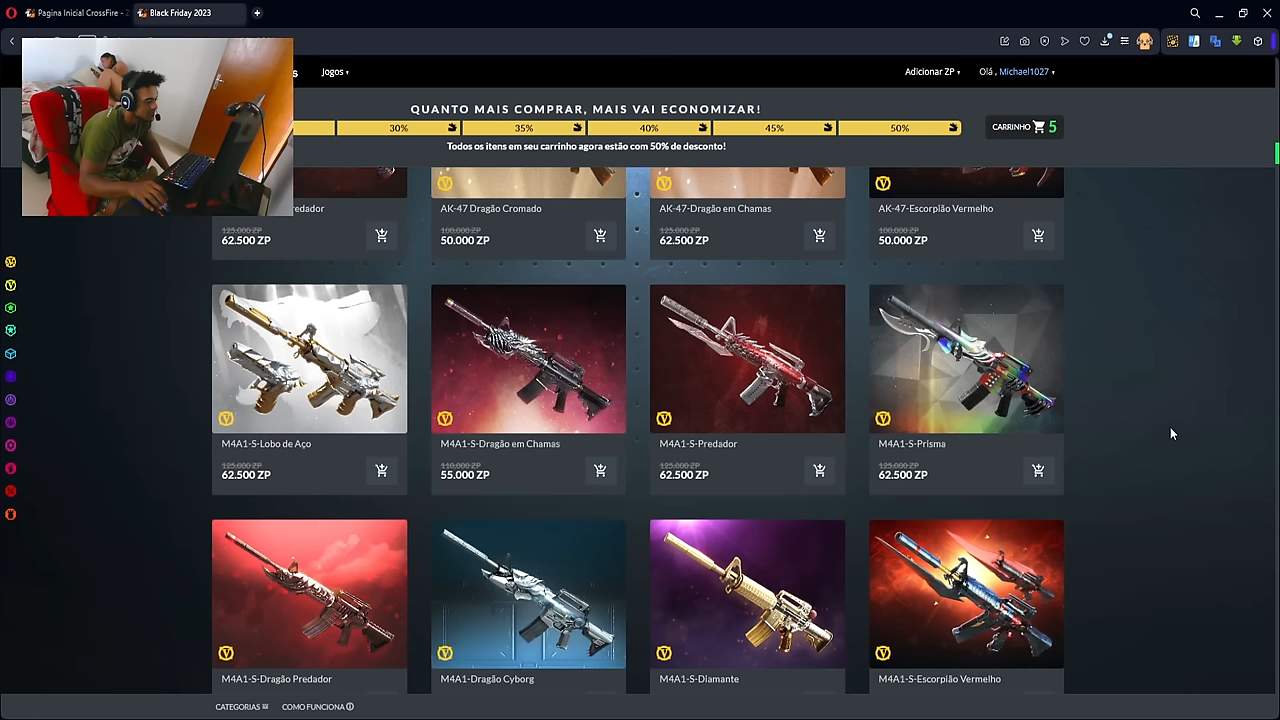 Pagina Inicial CrossFire - Z
Black Friday 2023
Jogos
Adicionar ZP
Olá , Michael1027
QUANTO MAIS COMPRAR, MAIS VAI ECONOMIZAR!
30%
35%
40%
45%
50%
CARRINHO 5
Todos os itens em seu carrinho agora estão com 50% de desconto!
redador
AK-47 Dragão Cromado
AK-47-Dragão em Chamas
AK-47-Escorpião Vermelho
125.000 ZP
100.000 ZP
125.000 ZP
100.000 ZP
62.500 ZP
50.000 ZP
62.500 ZP
50.000 ZP
M4A1-S-Lobo de Aço
M4A1-S-Dragão em Chamas
M4A1-S-Predador
M4A1-S-Prisma
125.000 ZP
110.000 ZP
125.000 ZP
125.000 ZP
62.500 ZP
55.000 ZP
62.500 ZP
62.500 ZP
M4A1-S-Dragão Predador
M4A1-Dragão Cyborg
M4A1-S-Diamante
M4A1-S-Escorpião Vermelho
CATEGORIAS
COMO FUNCIONA